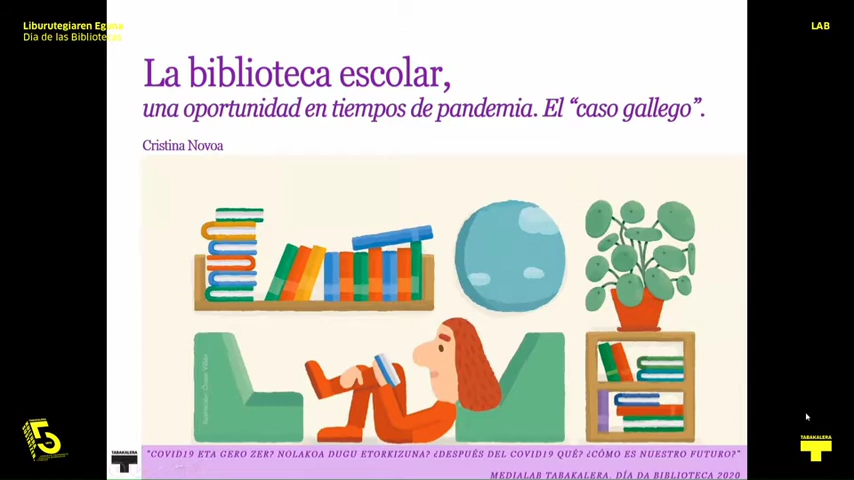 Liburutegiaren Eguna
Día de las Bibliotecas
LAB
La biblioteca escolar,
una oportunidad en tiempos de pandemia. El “caso gallego”.
Cristina Novoa
TABAKALERA
5
TABAKALERA
"COVID19 ETA GERO ZER? NOLAKOA DUGU ETORKIZUNA? ¿DESPUÉS DEL COVID19 QUÉ? ¿CÓMO ES NUESTRO FUTURO?"
MEDIALAB TABAKALERA. DÍA DA BIBLIOTECA 2020
TABAKALERA